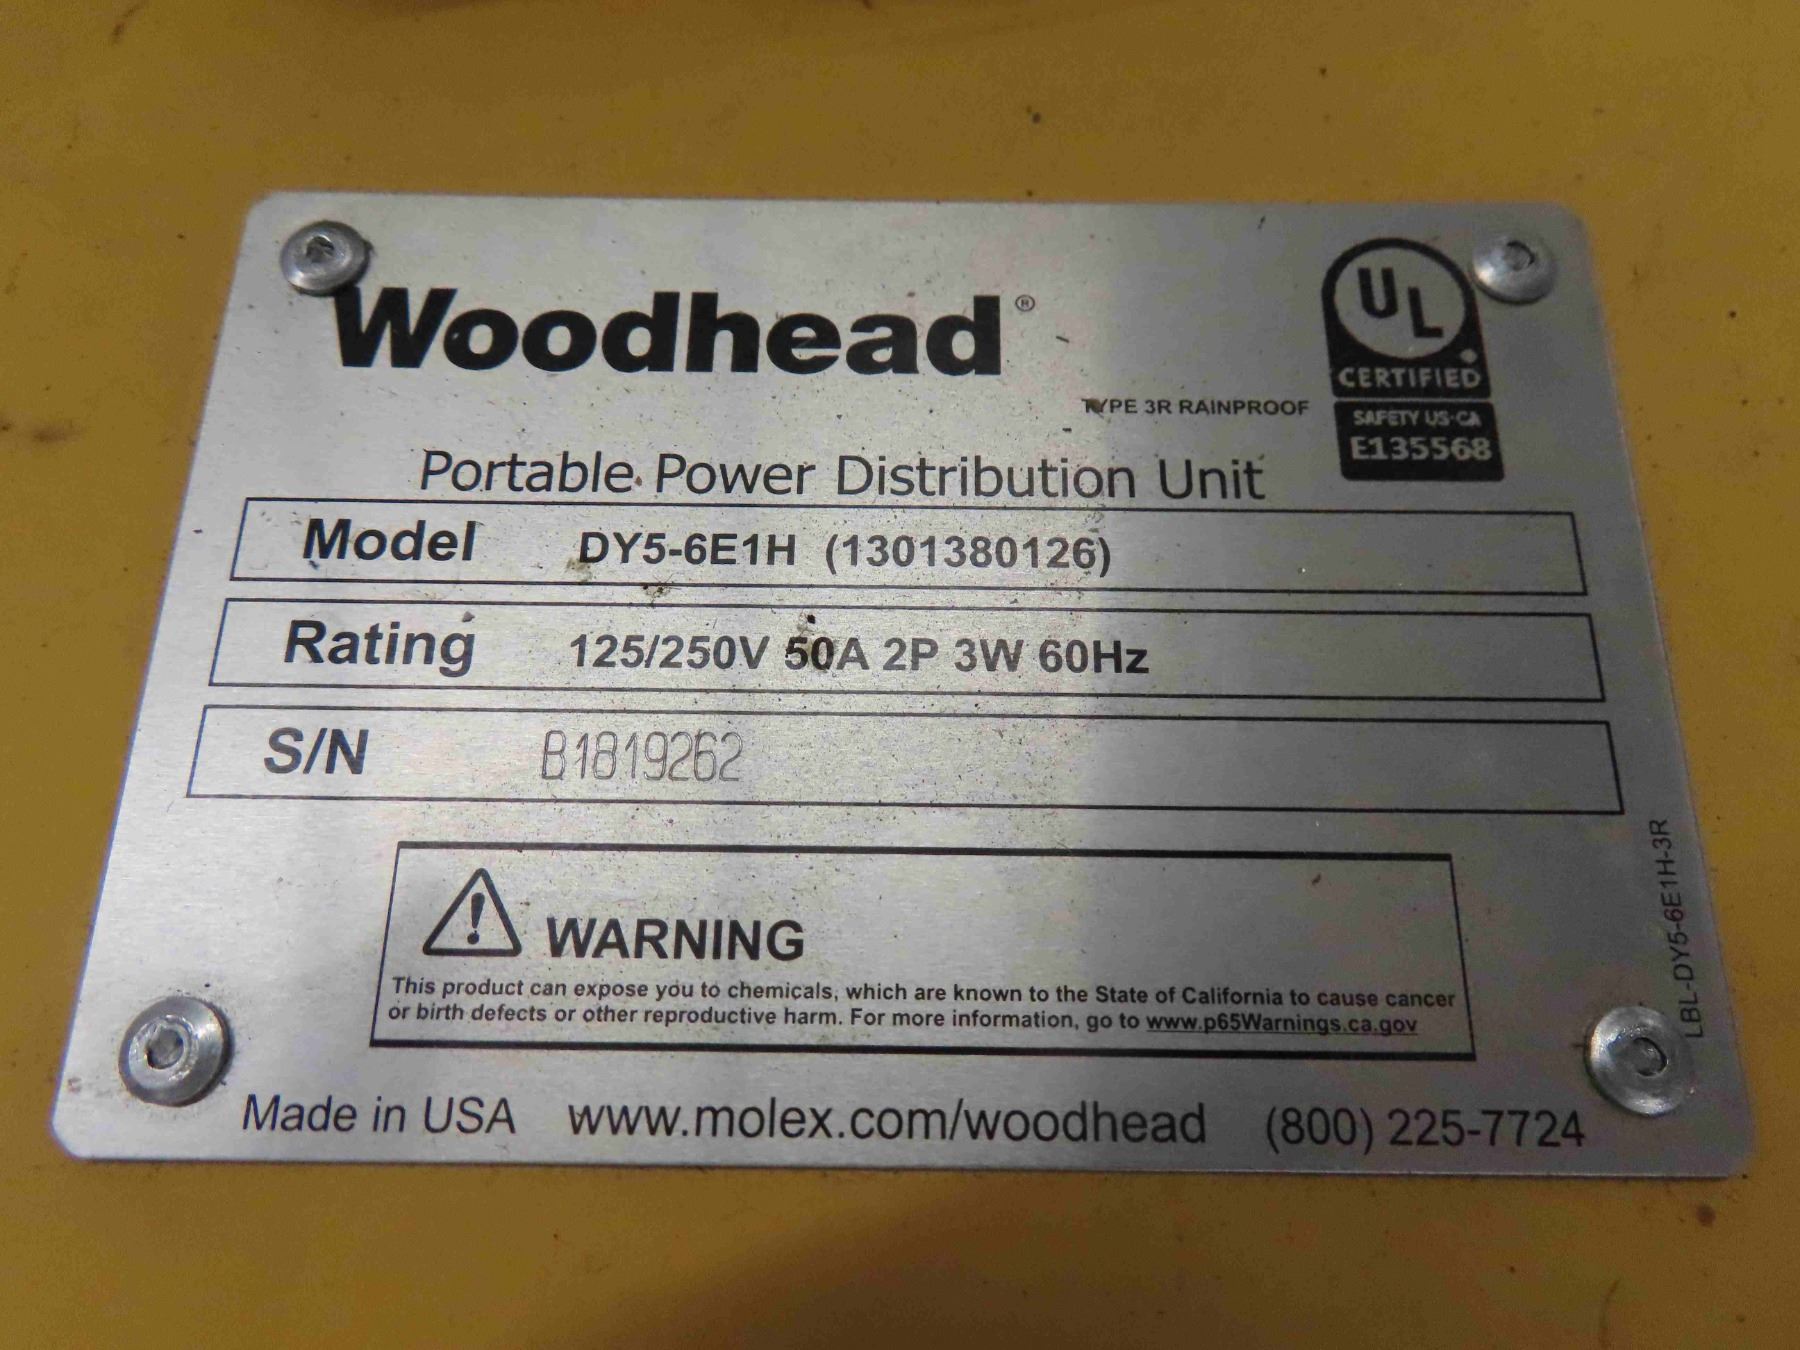 Woodhead®
UL
CERTIFIED
SAFETY US·CA
E135568
TYPE 3R RAINPROOF
Portable Power Distribution Unit
Model DY5-6E1H (1301380126)
Rating 125/250V 50A 2P 3W 60Hz
S/N B1819262
WARNING
This product can expose you to chemicals, which are known to the State of California to cause cancer
or birth defects or other reproductive harm. For more information, go to www.p65Warnings.ca.gov
LBL-DY5-6E1H-3R
Made in USA www.molex.com/woodhead (800) 225-7724